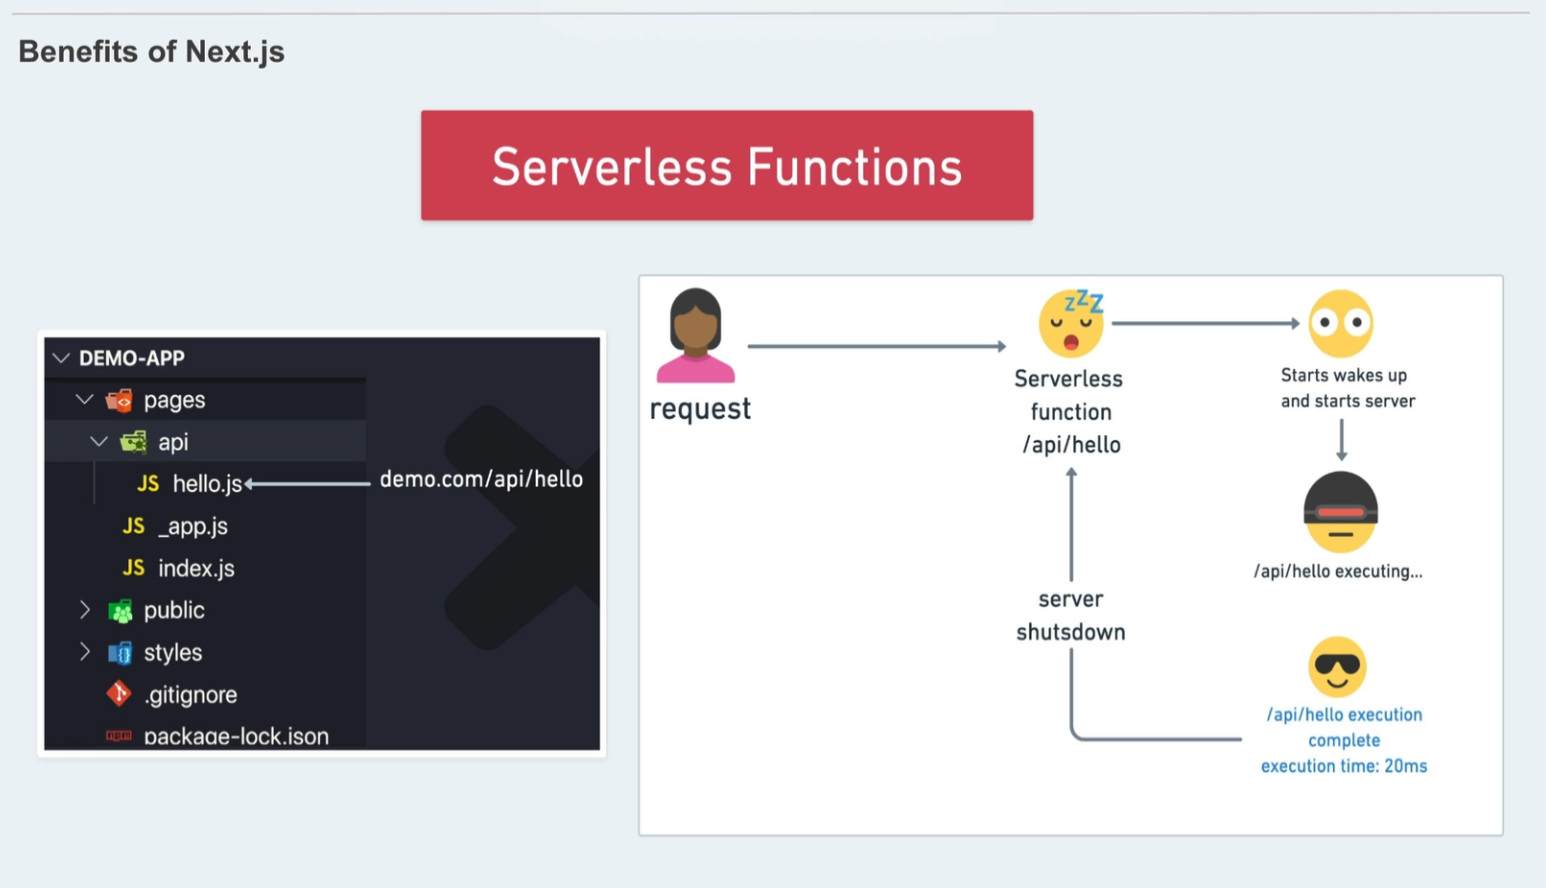 Benefits of Next.js
Serverless Functions
DEMO-APP
pages
api
JS hello.js
demo.com/api/hello
JS _app.js
JS index.js
public
styles
.gitignore
package-lock.json
request
zzZ
Serverless
function
/api/hello
Starts wakes up
and starts server
/api/hello executing...
server
shutsdown
/api/hello execution
complete
execution time: 20ms